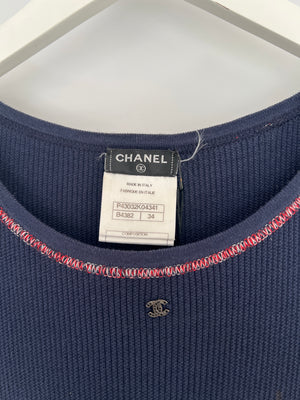 CHANEL
MADE IN ITALY
FABRIQUE EN ITALIE
P43032K04341
B4382 34
COMPOSITION